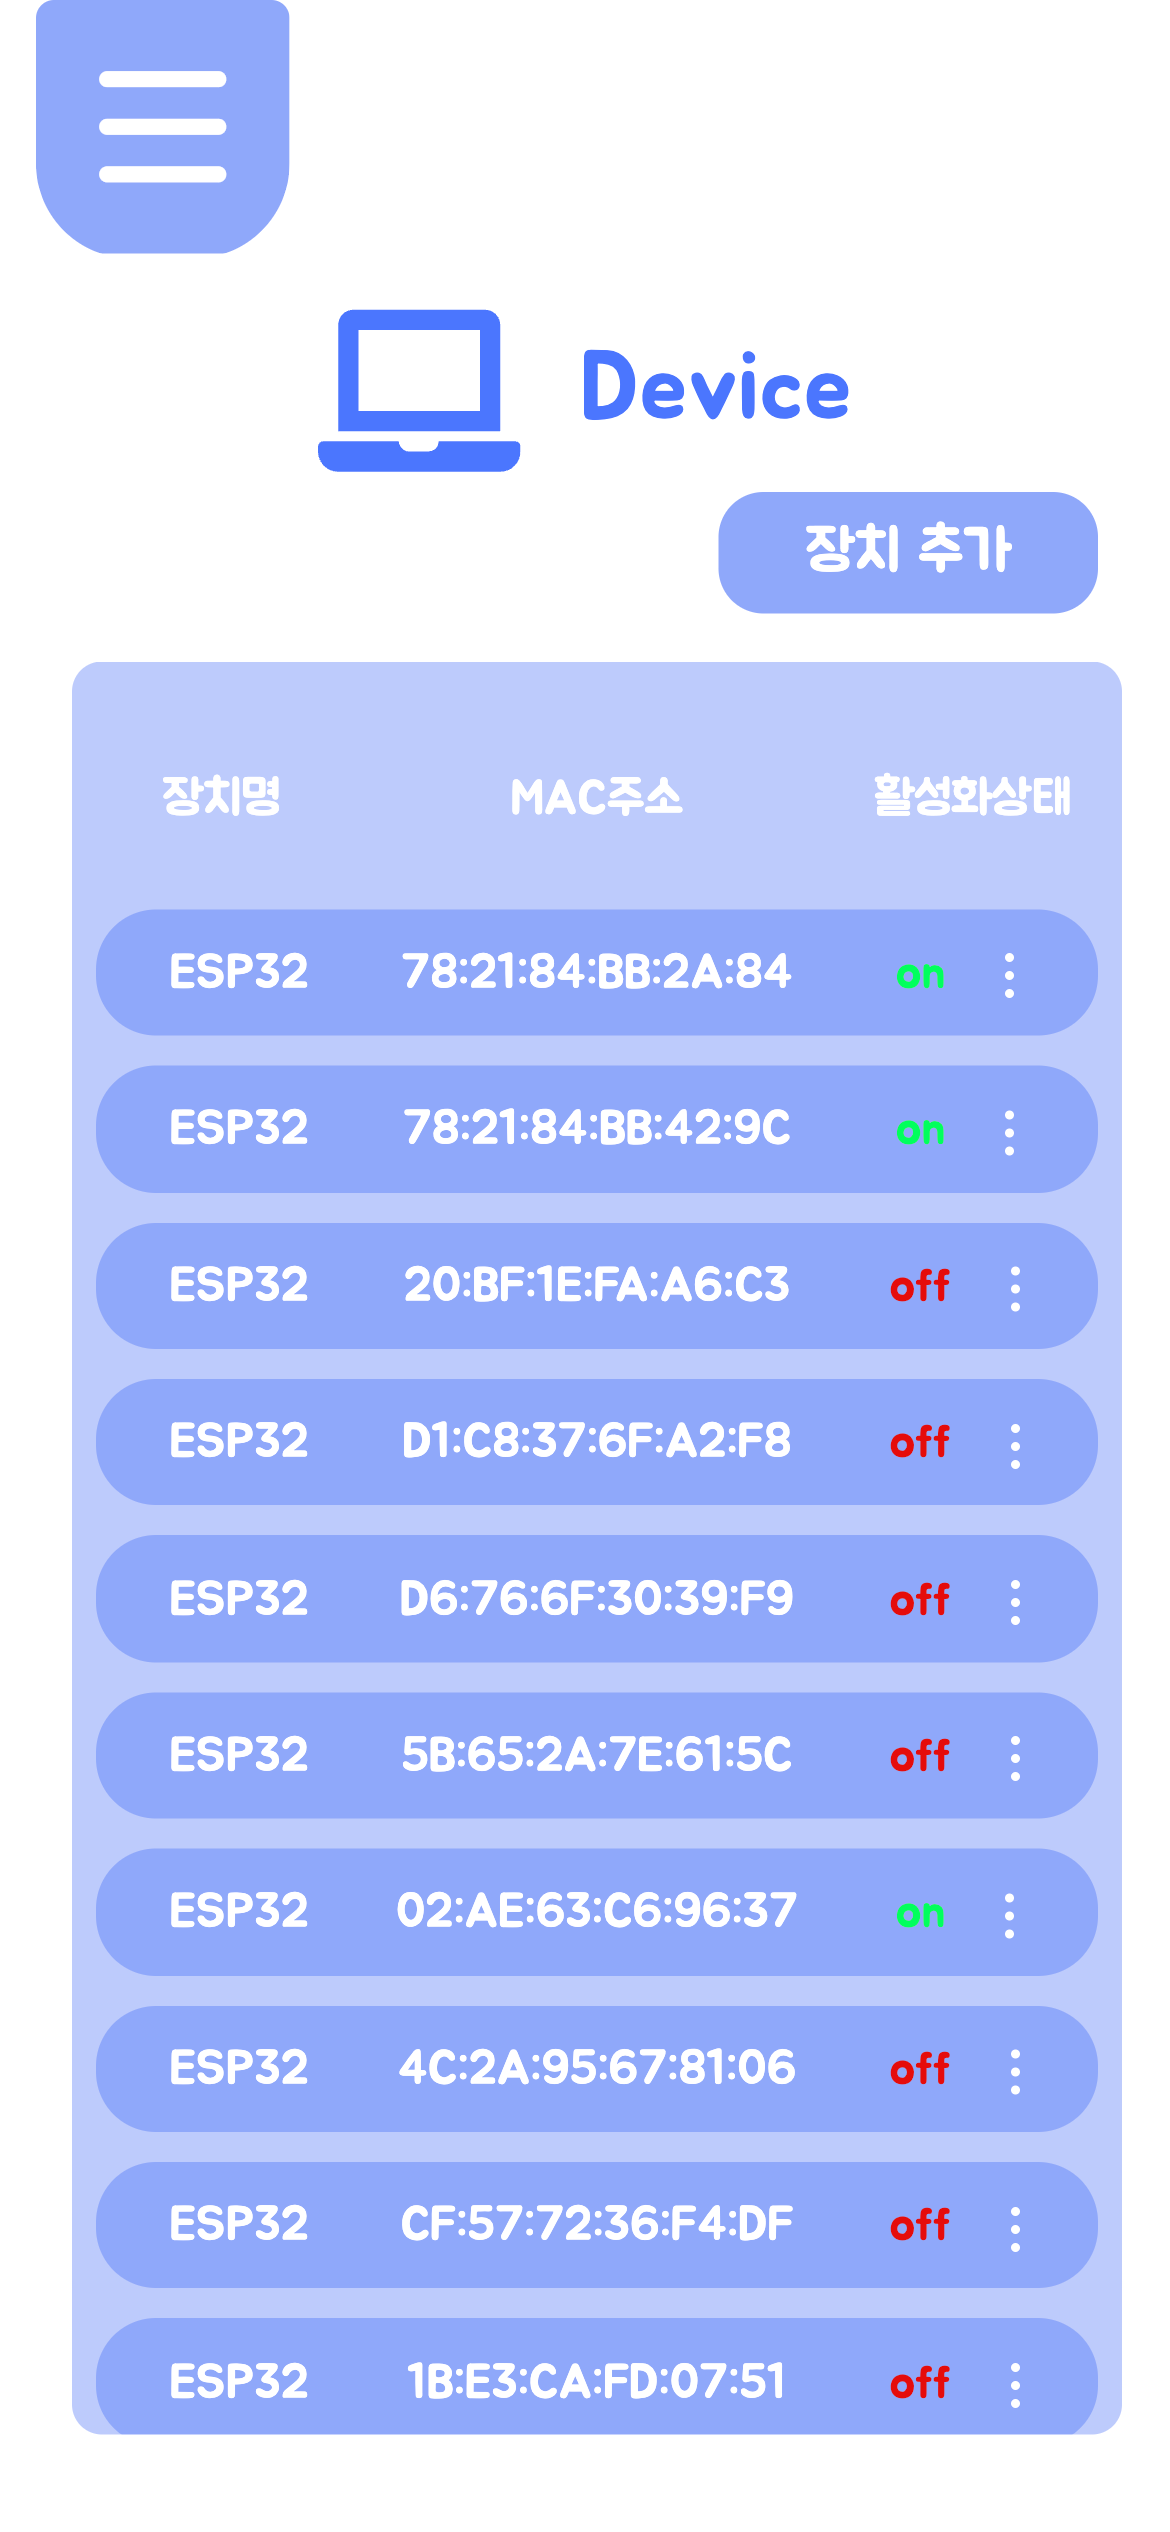 Device
장치 추가
장치명 MAC주소 활성화상태
ESP32 78:21:84:BB:2A:84 on
ESP32 78:21:84:BB:42:9C on
ESP32 20:BF:1E:FA:A6:C3 off
ESP32 D1:C8:37:6F:A2:F8 off
ESP32 D6:76:6F:30:39:F9 off
ESP32 5B:65:2A:7E:61:5C off
ESP32 02:AE:63:C6:96:37 on
ESP32 4C:2A:95:67:81:06 off
ESP32 CF:57:72:36:F4:DF off
ESP32 1B:E3:CA:FD:07:51 off